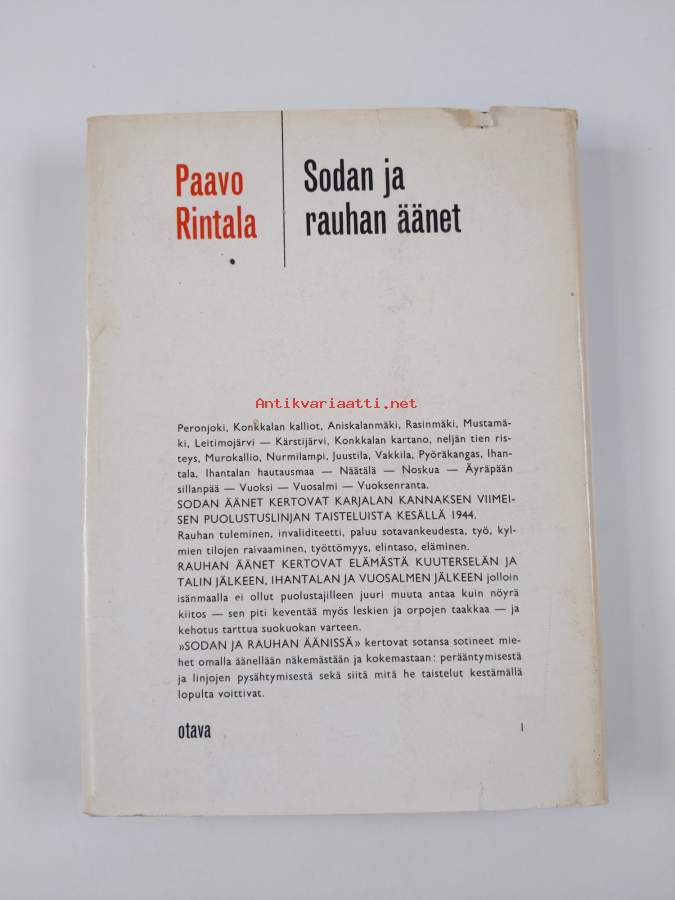 Paavo
Rintala
Sodan ja
rauhan äänet
Antikvariaatti.net
Peronjoki, Konkkalan kalliot, Aniskalanmäki, Rasinmäki, Mustamä-
ki, Leitimojärvi — Kärstijärvi, Konkkalan kartano, neljän tien ris-
teys, Murokallio, Nurmilampi, Juustila, Vakkila, Pyöräkangas, Ihan-
tala, Ihantalan hautausmaa — Näätälä — Noskua — Äyräpään
sillanpää — Vuoksi — Vuosalmi — Vuoksenranta.
SODAN ÄÄNET KERTOVAT KARJALAN KANNAKSEN VIIMEI-
SEN PUOLUSTUSLINJAN TAISTELUISTA KESÄLLÄ 1944.
Rauhan tuleminen, invaliditeetti, paluu sotavankeudesta, työ, kyl-
mien tilojen raivaaminen, työttömyys, elintaso, eläminen.
RAUHAN ÄÄNET KERTOVAT ELÄMÄSTÄ KUUTERSELÄN JA
TALIN JÄLKEEN, IHANTALAN JA VUOSALMEN JÄLKEEN jolloin
isänmaalla ei ollut puolustajilleen juuri muuta antaa kuin nöyrä
kiitos — sen piti keventää myös leskien ja orpojen taakkaa — ja
kehotus tarttua suokuokan varteen.
»SODAN JA RAUHAN ÄÄNISSÄ» kertovat sotansa sotineet mie-
het omalla äänellään näkemästään ja kokemastaan: perääntymisestä
ja linjojen pysähtymisestä sekä siitä mitä he taistelut kestämällä
lopulta voittivat.
otava
I